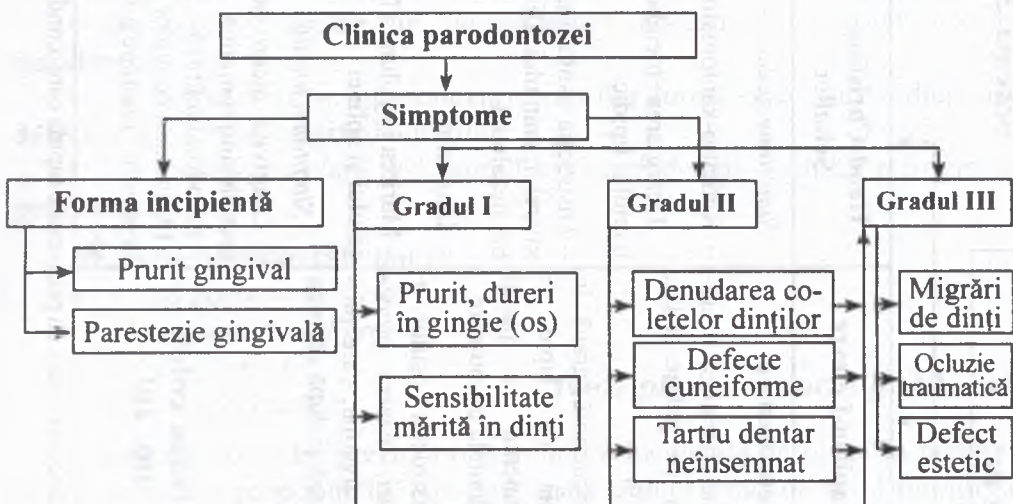 Clinica parodontozei
Simptome
Forma incipientă
Prurit gingival
Parestezie gingivală
Gradul I
Prurit, dureri
în gingie (os)
Sensibilitate
mărită în dinți
Gradul II
Denudarea co-
letelor dinților
Defecte
cuneiforme
Tartru dentar
neînsemnat
Gradul III
Migrări
de dinți
Ocluzie
traumatică
Defect
estetic